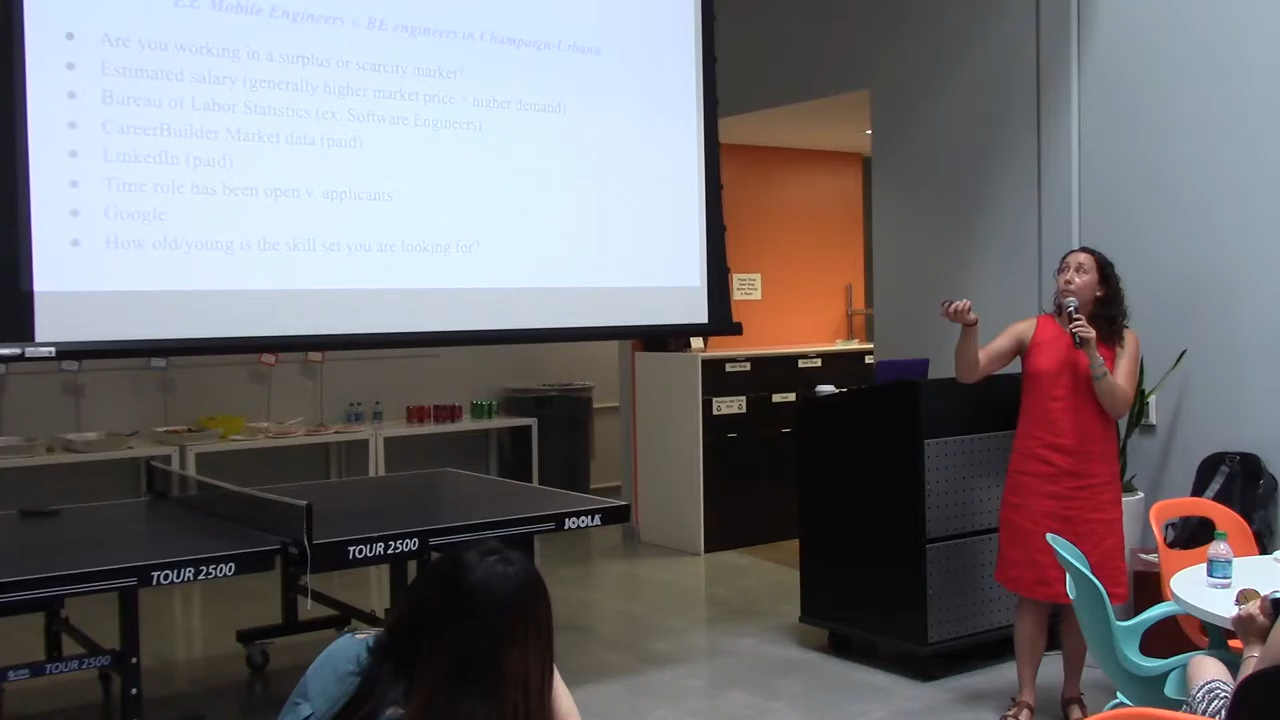 Ex. Mobile Engineers v. BE engineers in Champaign-Urbana
Are you working in a surplus or scarcity market?
Estimated salary (generally higher market price = higher demand)
Bureau of Labor Statistics (ex. Software Engineers)
CareerBuilder Market data (paid)
LinkedIn (paid)
Time role has been open v. applicants
Google
How old/young is the skill set you are looking for?
JOOLA
TOUR 2500
TOUR 2500
TOUR 2500